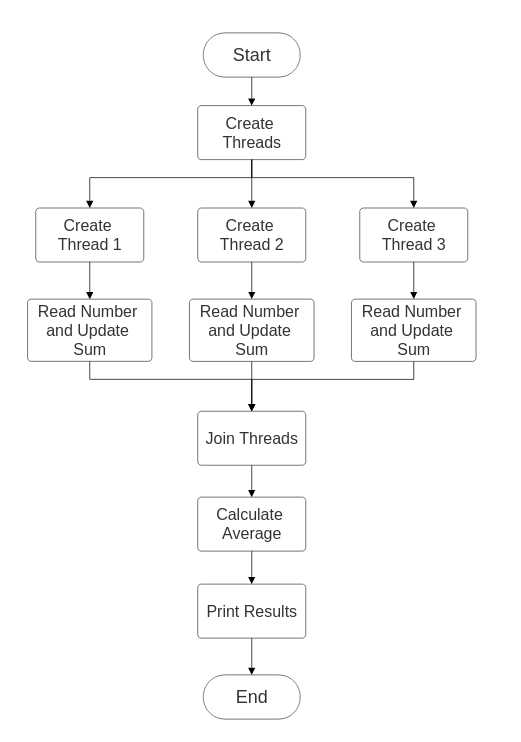 Start
Create
Threads
Create
Thread 1
Create
Thread 2
Create
Thread 3
Read Number
and Update
Sum
Read Number
and Update
Sum
Read Number
and Update
Sum
Join Threads
Calculate
Average
Print Results
End